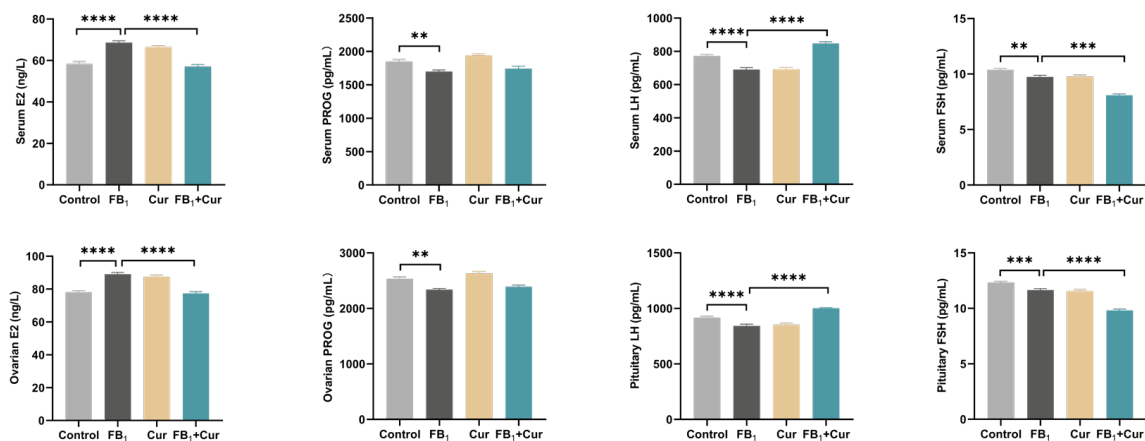 **** ****
Serum E2 (ng/L)
80
60
40
20
0
Control FB₁ Cur FB₁+Cur
**
Serum PROG (pg/mL)
2500
2000
1500
1000
500
0
Control FB₁ Cur FB₁+Cur
**** ****
Serum LH (pg/mL)
1000
800
600
400
200
0
Control FB₁ Cur FB₁+Cur
** ***
Serum FSH (pg/mL)
15
10
5
0
Control FB₁ Cur FB₁+Cur
**** ****
Ovarian E2 (ng/L)
100
80
60
40
20
0
Control FB₁ Cur FB₁+Cur
**
Ovarian PROG (pg/mL)
3000
2000
1000
0
Control FB₁ Cur FB₁+Cur
**** ****
Pituitary LH (pg/mL)
1500
1000
500
0
Control FB₁ Cur FB₁+Cur
*** ****
Pituitary FSH (pg/mL)
15
10
5
0
Control FB₁ Cur FB₁+Cur